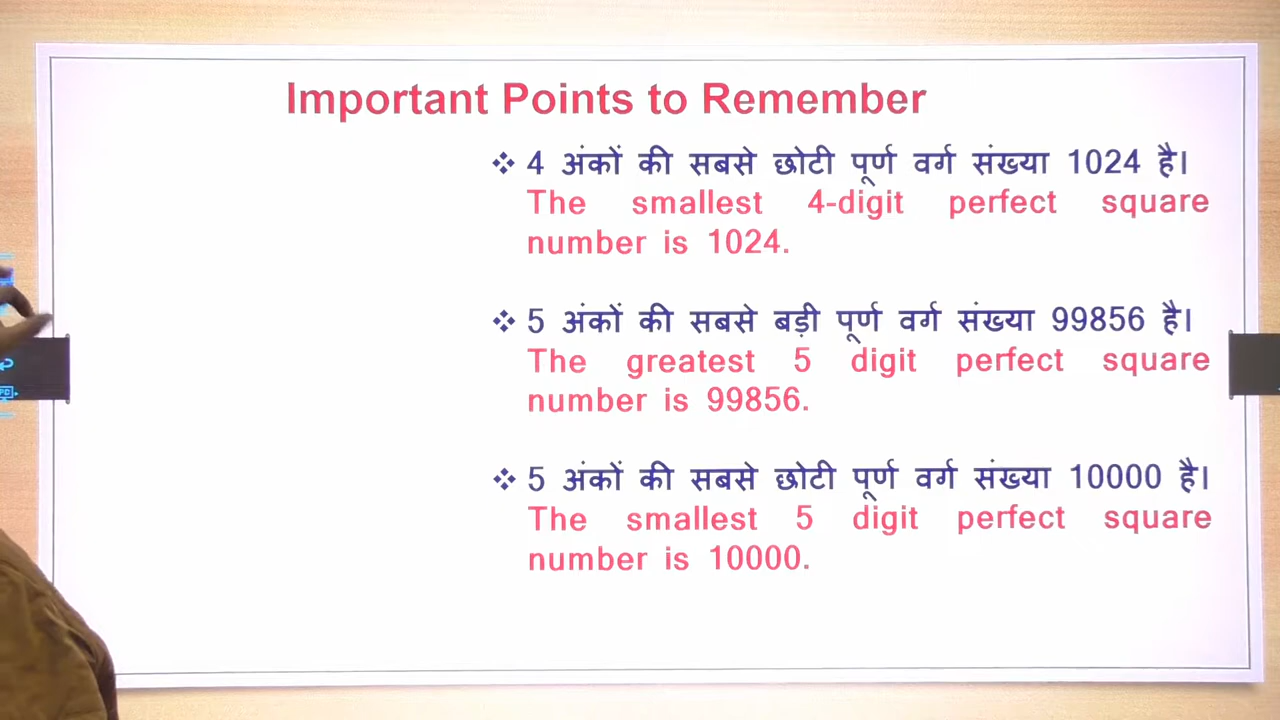 Important Points to Remember
❖ 4 अंकों की सबसे छोटी पूर्ण वर्ग संख्या 1024 है।
The smallest 4-digit perfect square
number is 1024.
❖ 5 अंकों की सबसे बड़ी पूर्ण वर्ग संख्या 99856 है।
The greatest 5 digit perfect square
number is 99856.
❖ 5 अंकों की सबसे छोटी पूर्ण वर्ग संख्या 10000 है।
The smallest 5 digit perfect square
number is 10000.